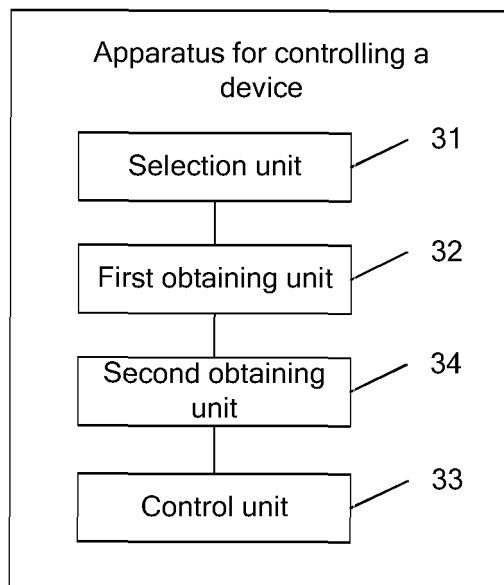 Apparatus for controlling a
device
Selection unit
31
First obtaining unit
32
Second obtaining
unit
34
Control unit
33